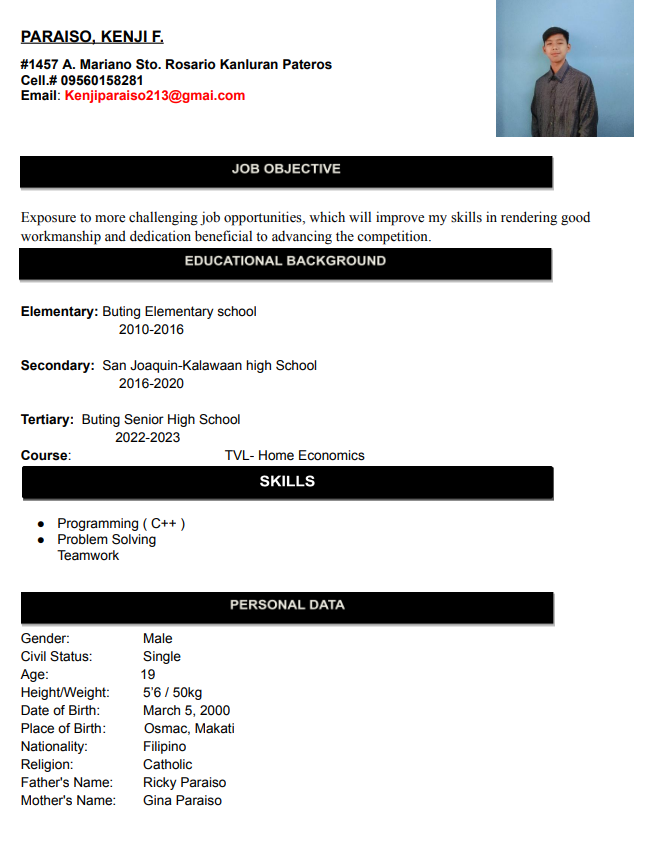 PARAISO, KENJI F.
#1457 A. Mariano Sto. Rosario Kanluran Pateros
Cell.# 09560158281
Email: Kenjiparaiso213@gmai.com
JOB OBJECTIVE
Exposure to more challenging job opportunities, which will improve my skills in rendering good
workmanship and dedication beneficial to advancing the competition.
EDUCATIONAL BACKGROUND
Elementary: Buting Elementary school
2010-2016
Secondary: San Joaquin-Kalawaan high School
2016-2020
Tertiary: Buting Senior High School
2022-2023
Course: TVL- Home Economics
SKILLS
● Programming ( C++ )
● Problem Solving
Teamwork
PERSONAL DATA
Gender: Male
Civil Status: Single
Age: 19
Height/Weight: 5'6 / 50kg
Date of Birth: March 5, 2000
Place of Birth: Osmac, Makati
Nationality: Filipino
Religion: Catholic
Father's Name: Ricky Paraiso
Mother's Name: Gina Paraiso